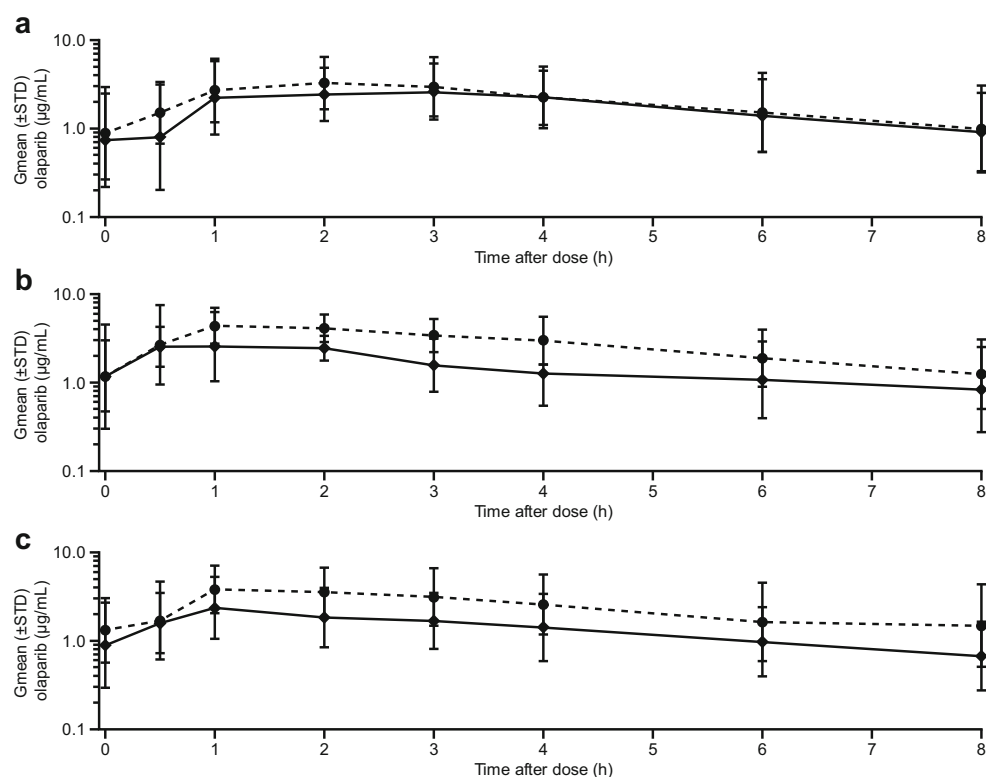 a
Gmean (±STD)
olaparib (µg/mL)
10.0
1.0
0.1
0 1 2 3 4 5 6 7 8
Time after dose (h)
b
Gmean (±STD)
olaparib (µg/mL)
10.0
1.0
0.1
0 1 2 3 4 5 6 7 8
Time after dose (h)
c
Gmean (±STD)
olaparib (µg/mL)
10.0
1.0
0.1
0 1 2 3 4 5 6 7 8
Time after dose (h)